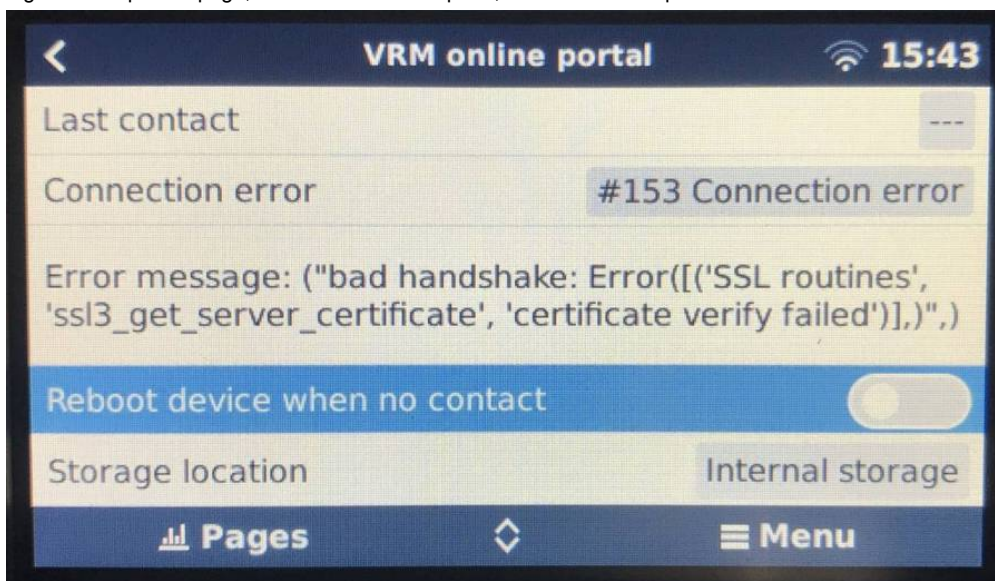 VRM online portal 15:43
Last contact ---
Connection error #153 Connection error
Error message: ("bad handshake: Error([('SSL routines',
'ssl3_get_server_certificate', 'certificate verify failed')],)",)
Reboot device when no contact
Storage location Internal storage
Pages Menu